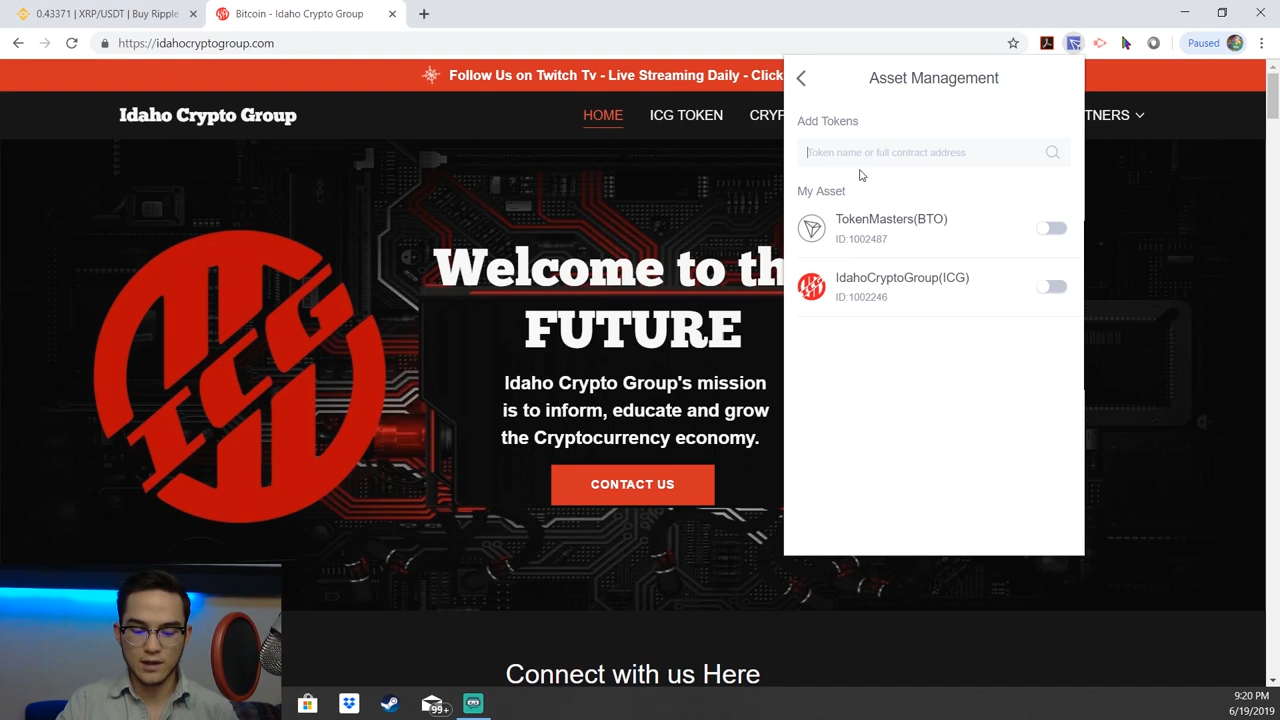 0.43371 | XRP/USDT | Buy Ripple
Bitcoin - Idaho Crypto Group
https://idahocryptogroup.com
Paused
Follow Us on Twitch Tv - Live Streaming Daily - Click
Asset Management
Idaho Crypto Group
HOME
ICG TOKEN
CRYP
TNERS
Add Tokens
Token name or full contract address
My Asset
TokenMasters(BTO)
ID:1002487
IdahoCryptoGroup(ICG)
ID:1002246
ICG
Welcome to th
FUTURE
Idaho Crypto Group's mission
is to inform, educate and grow
the Cryptocurrency economy.
CONTACT US
Connect with us Here
99+
9:20 PM
6/19/2019